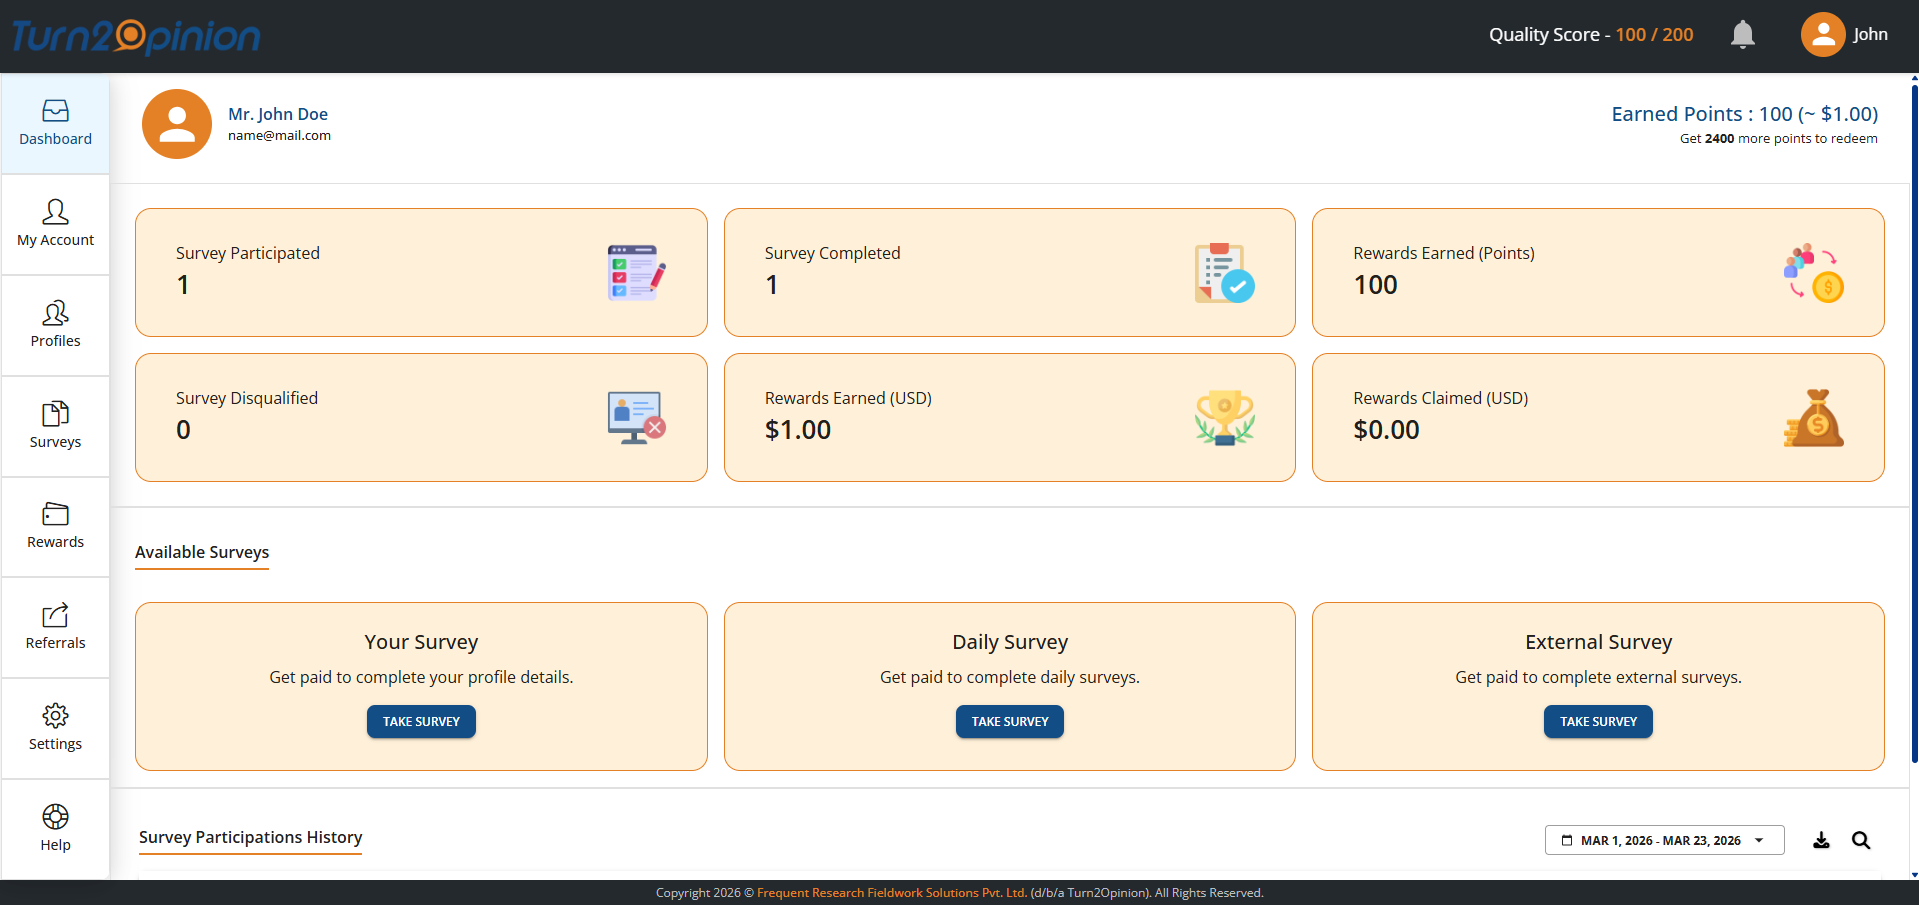 Turn2Opinion
Quality Score - 100 / 200
John
Dashboard
My Account
Profiles
Surveys
Rewards
Referrals
Settings
Help
Mr. John Doe
name@mail.com
Earned Points : 100 (~ $1.00)
Get 2400 more points to redeem
Survey Participated
1
Survey Completed
1
Rewards Earned (Points)
100
Survey Disqualified
0
Rewards Earned (USD)
$1.00
Rewards Claimed (USD)
$0.00
Available Surveys
Your Survey
Get paid to complete your profile details.
TAKE SURVEY
Daily Survey
Get paid to complete daily surveys.
TAKE SURVEY
External Survey
Get paid to complete external surveys.
TAKE SURVEY
Survey Participations History
MAR 1, 2026 - MAR 23, 2026
Copyright 2026 © Frequent Research Fieldwork Solutions Pvt. Ltd. (d/b/a Turn2Opinion). All Rights Reserved.